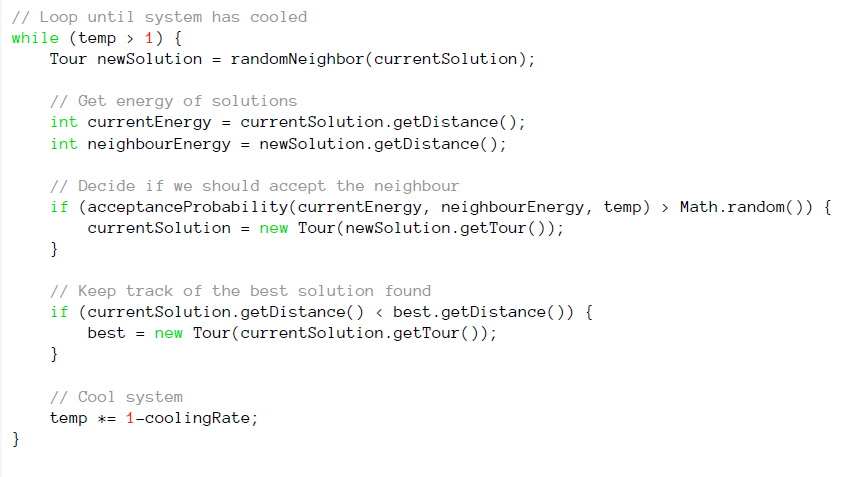 // Loop until system has cooled
while (temp > 1) {
    Tour newSolution = randomNeighbor(currentSolution);

    // Get energy of solutions
    int currentEnergy = currentSolution.getDistance();
    int neighbourEnergy = newSolution.getDistance();

    // Decide if we should accept the neighbour
    if (acceptanceProbability(currentEnergy, neighbourEnergy, temp) > Math.random()) {
        currentSolution = new Tour(newSolution.getTour());
    }

    // Keep track of the best solution found
    if (currentSolution.getDistance() < best.getDistance()) {
        best = new Tour(currentSolution.getTour());
    }

    // Cool system
    temp *= 1-coolingRate;
}